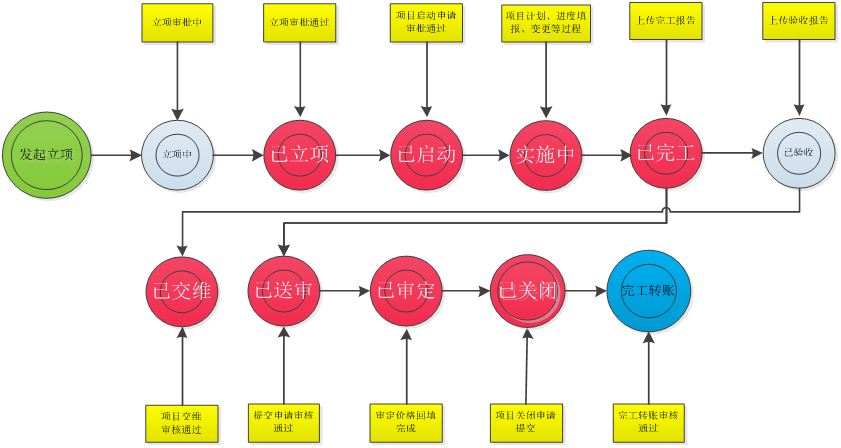 立项审批中
立项审批通过
项目启动申请
审批通过
项目计划、进度填
报、变更等过程
上传完工报告
上传验收报告
发起立项
立项中
已立项
已启动
实施中
已完工
已验收
已交维
已送审
已审定
已关闭
完工转账
项目交维
审核通过
提交申请审核
通过
审定价格回填
完成
项目关闭申请
提交
完工转账审核
通过